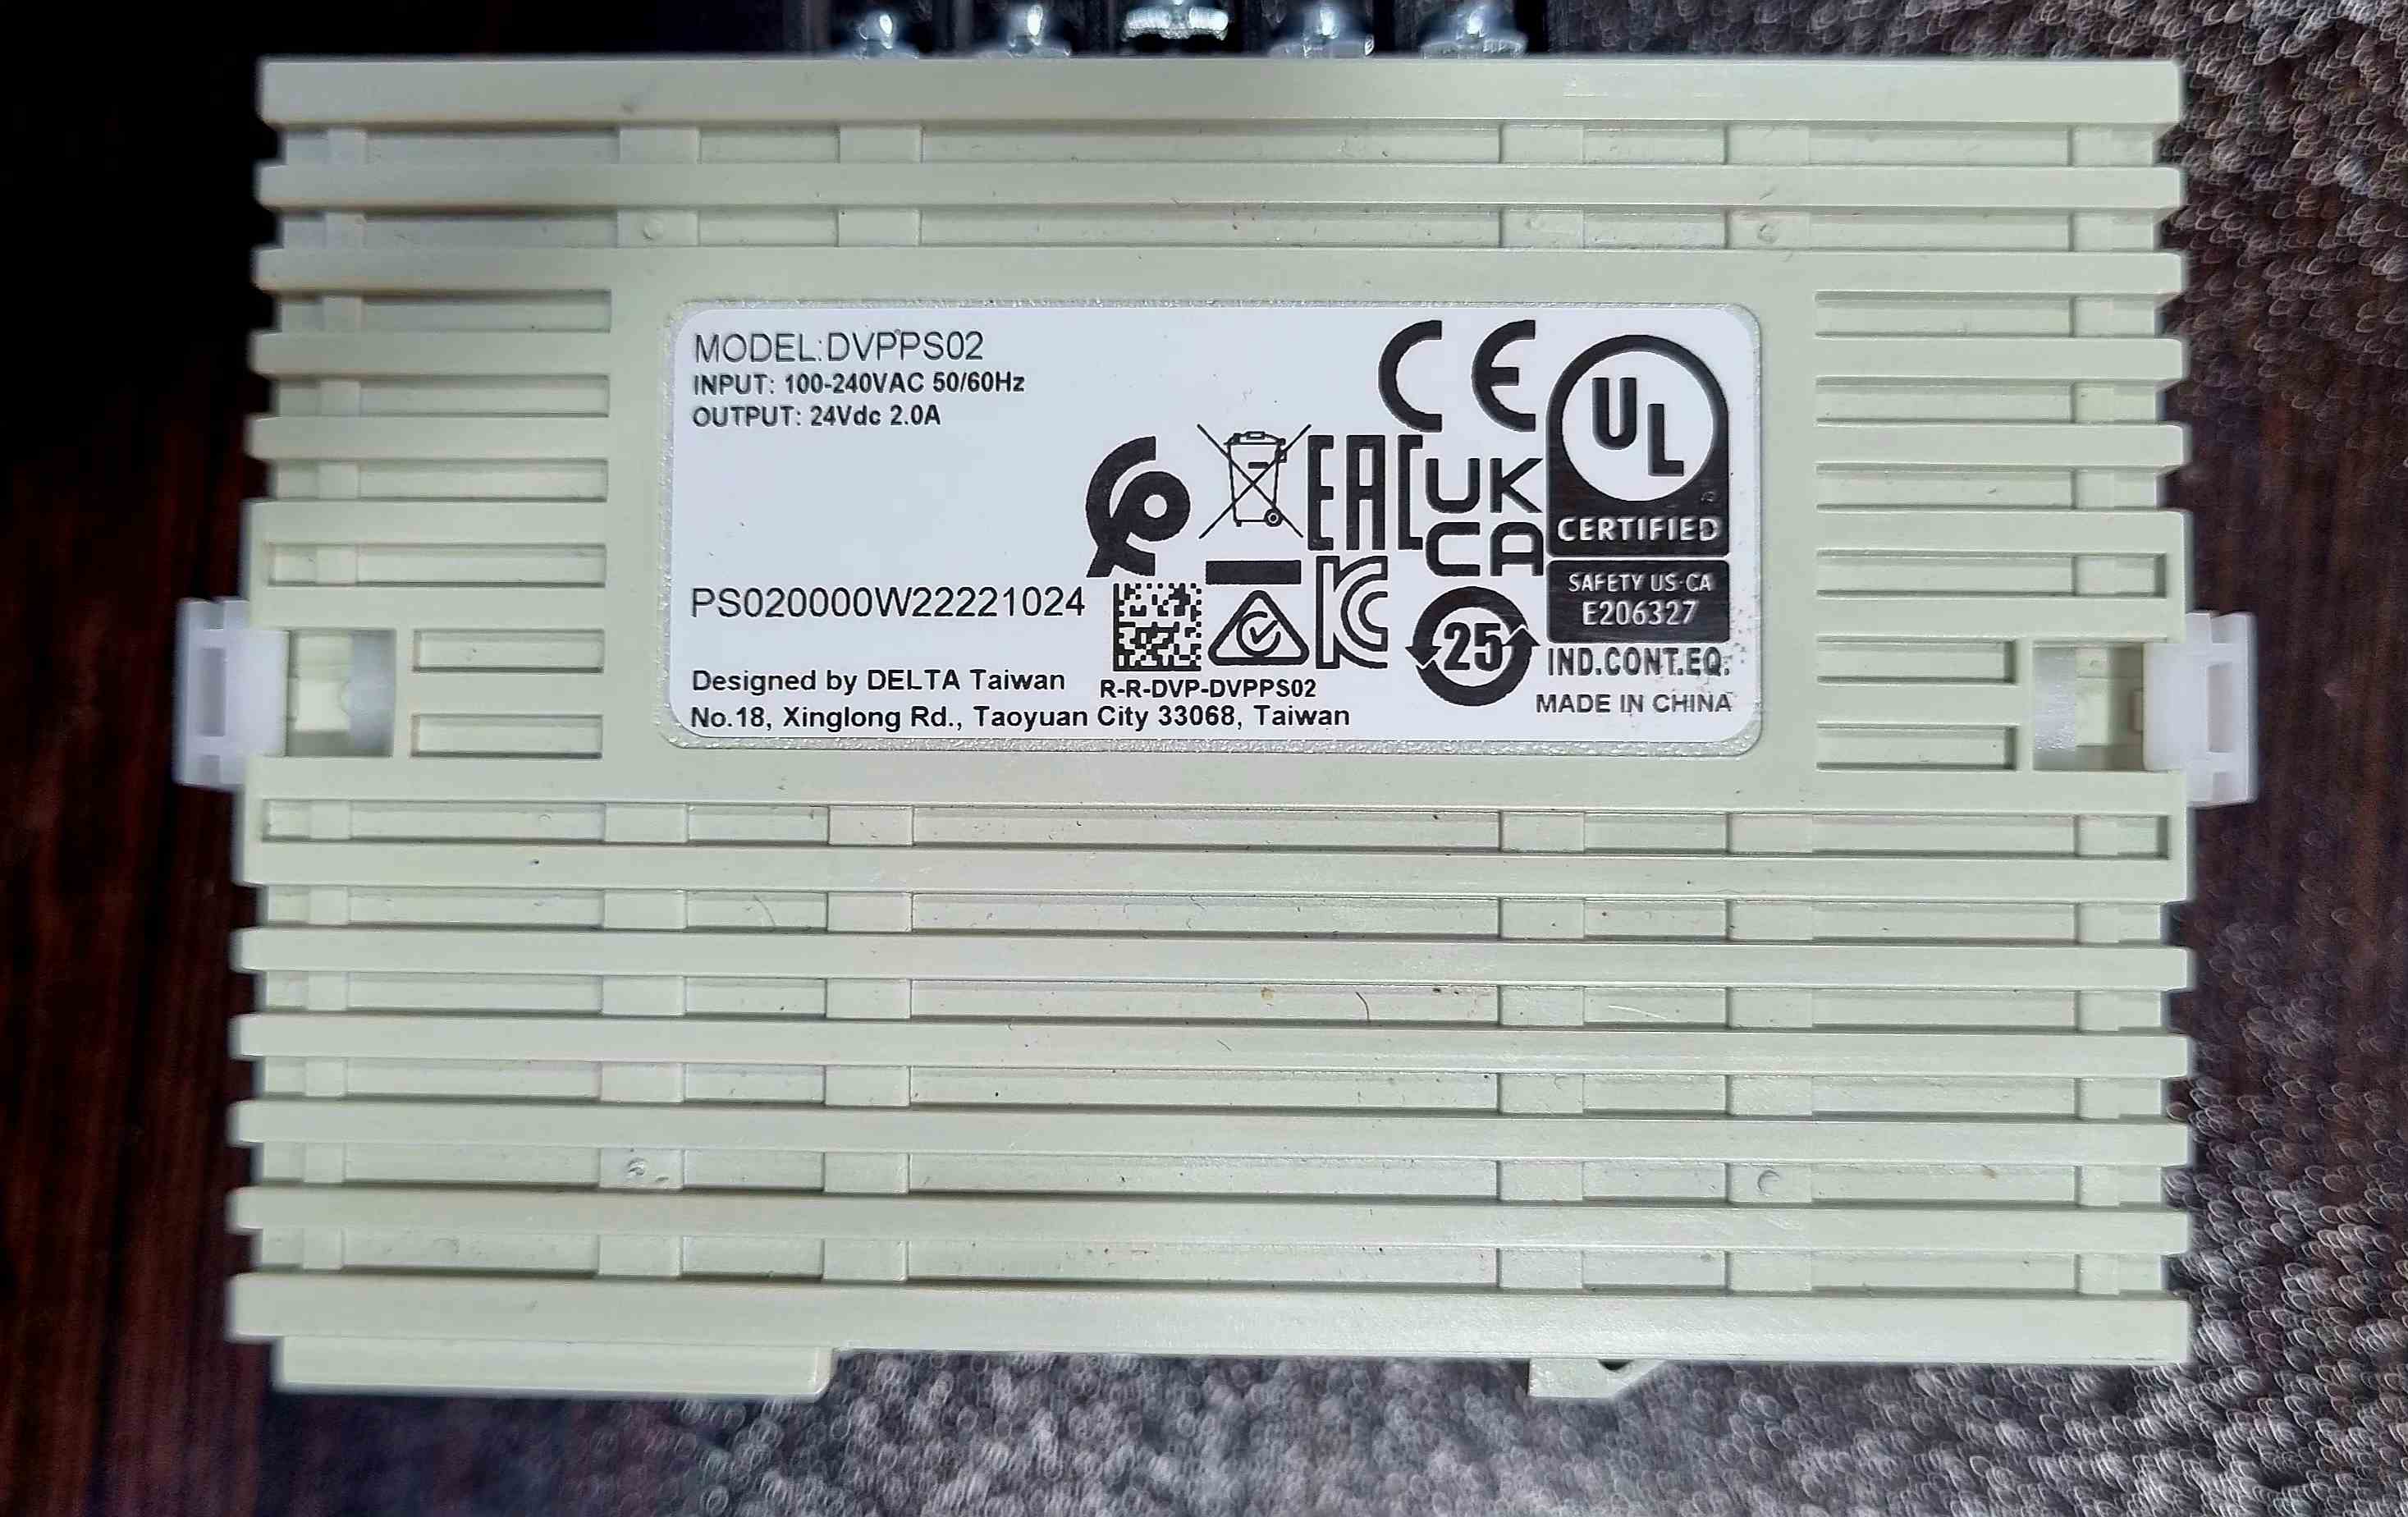 MODEL:DVPPS02
INPUT: 100-240VAC 50/60Hz
OUTPUT: 24Vdc 2.0A
CE
UL
EAC
UK
CA
CERTIFIED
SAFETY US-CA
E206327
PS020000W22221024
KC
25
IND.CONT.EQ.
Designed by DELTA Taiwan
R-R-DVP-DVPPS02
MADE IN CHINA
No.18, Xinglong Rd., Taoyuan City 33068, Taiwan